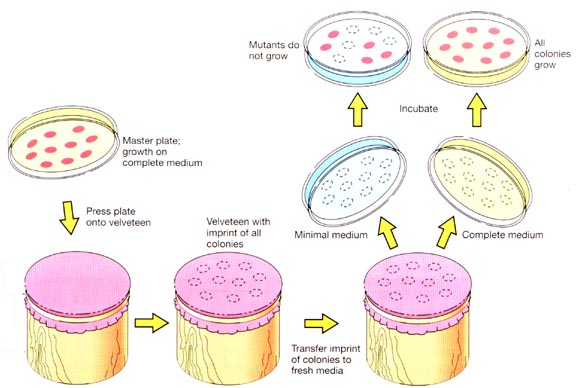 Master plate;
growth on
complete medium
Press plate
onto velveteen
Velveteen with
imprint of all
colonies
Transfer imprint
of colonies to
fresh media
Minimal medium
Complete medium
Incubate
Mutants do
not grow
All
colonies
grow